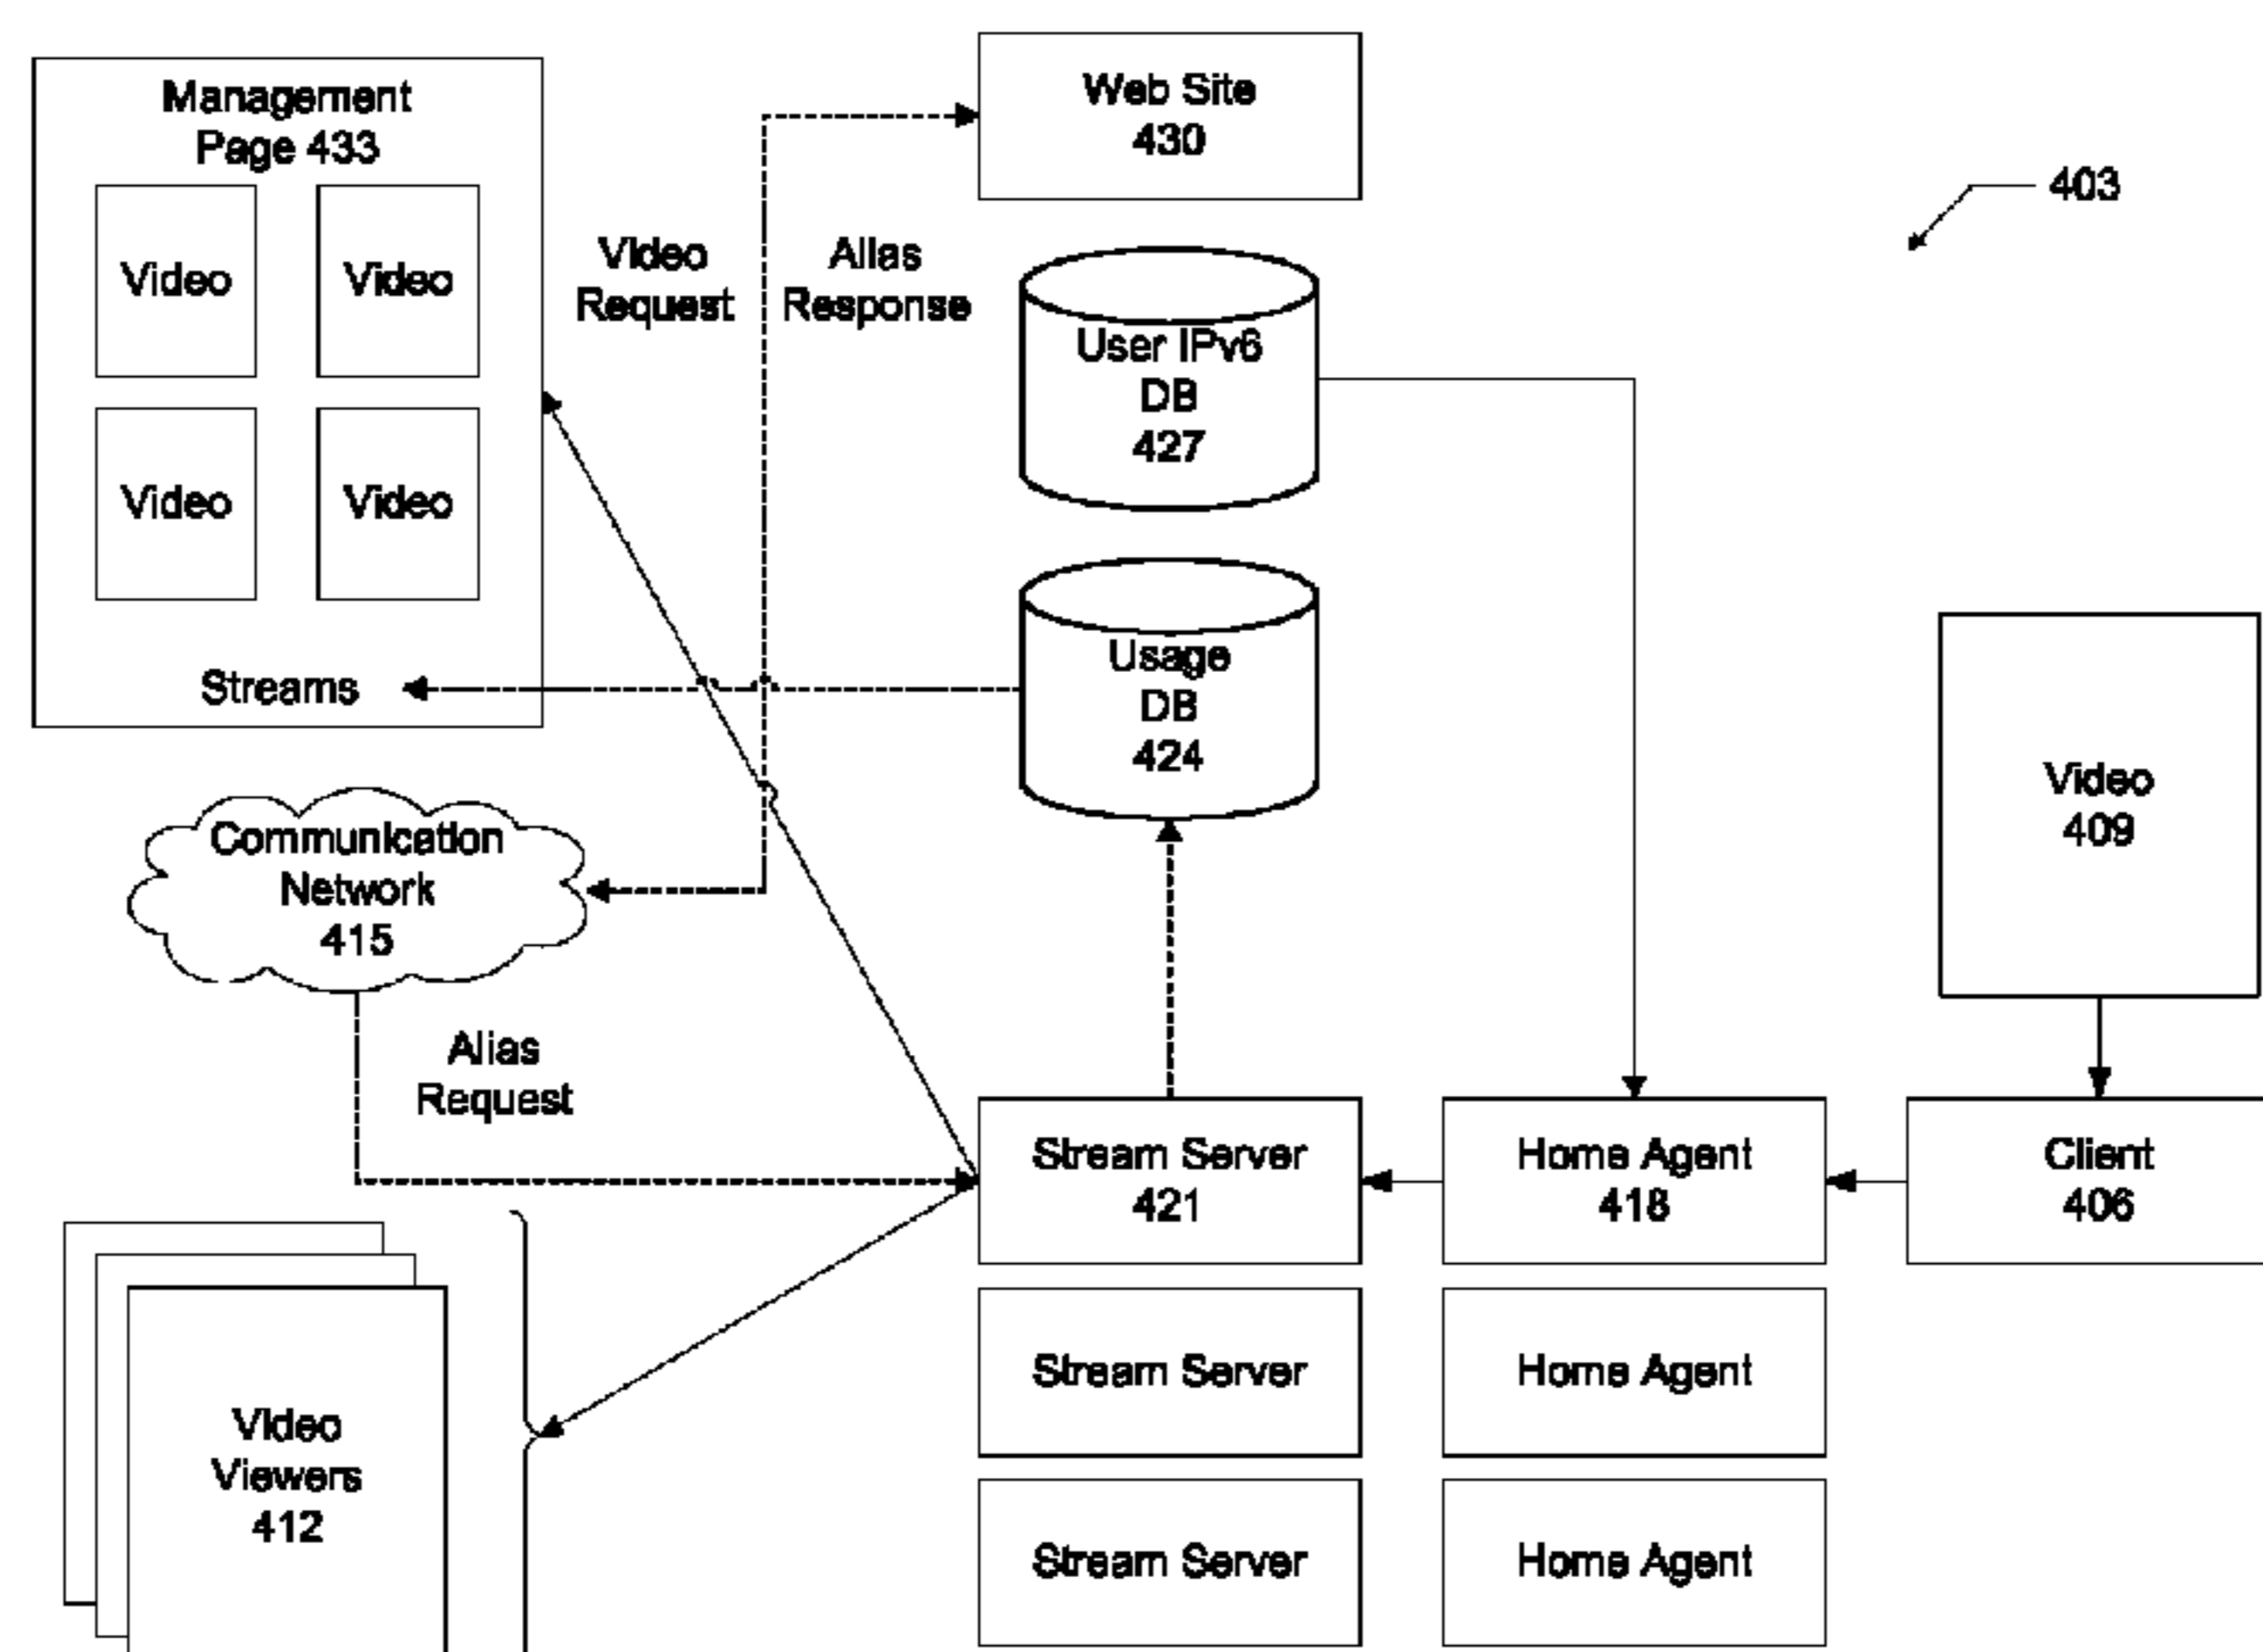 Management
Page 433
Video
Video
Video
Video
Streams
Video
Request
Alias
Response
Web Site
430
403
User IPv6
DB
427
Usage
DB
424
Video
409
Communication
Network
415
Alias
Request
Stream Server
421
Home Agent
418
Client
406
Stream Server
Home Agent
Video
Viewers
412
Stream Server
Home Agent